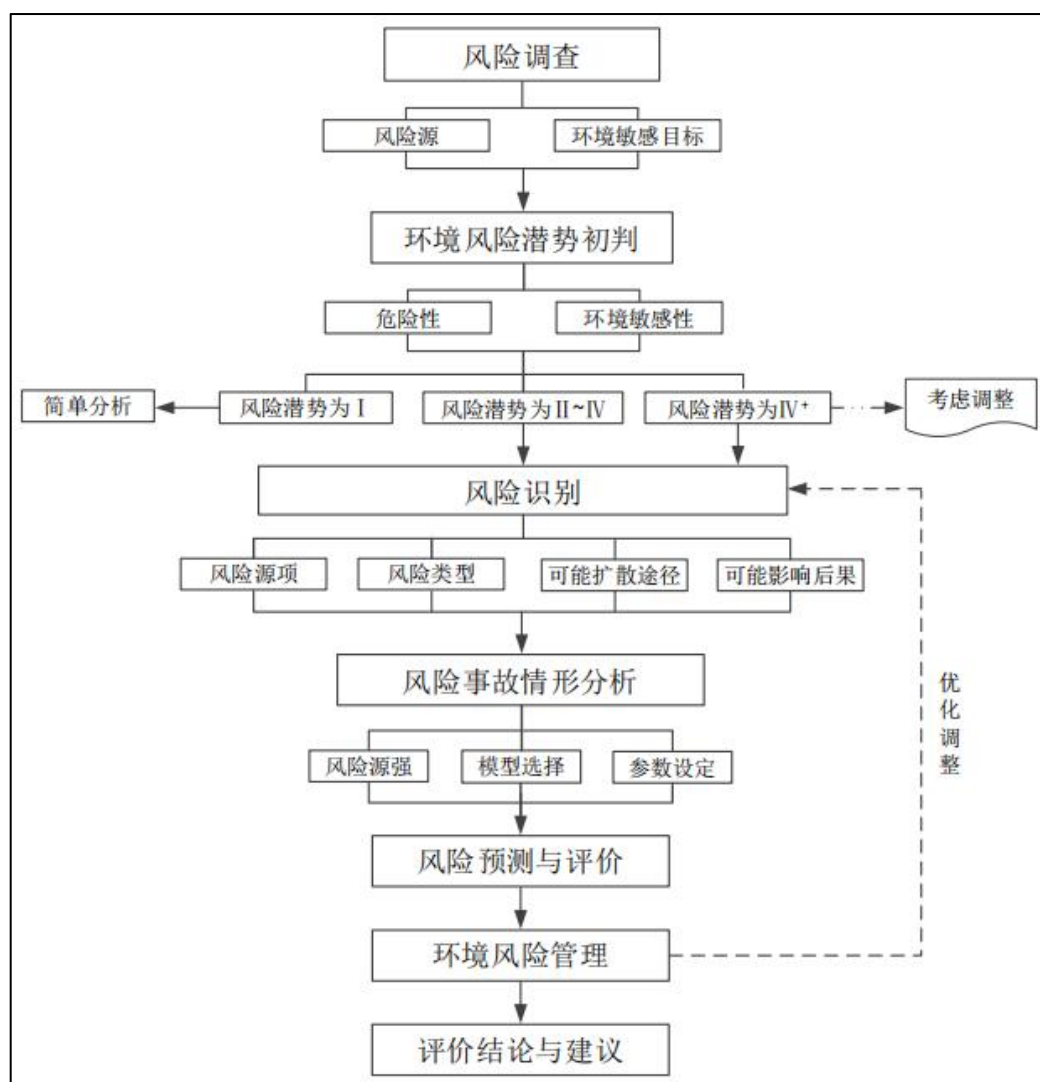 风险调查
风险源
环境敏感目标
环境风险潜势初判
危险性
环境敏感性
简单分析
风险潜势为Ⅰ
风险潜势为Ⅱ~Ⅳ
风险潜势为Ⅳ⁺
考虑调整
风险识别
风险源项
风险类型
可能扩散途径
可能影响后果
风险事故情形分析
优化调整
风险源强
模型选择
参数设定
风险预测与评价
环境风险管理
评价结论与建议